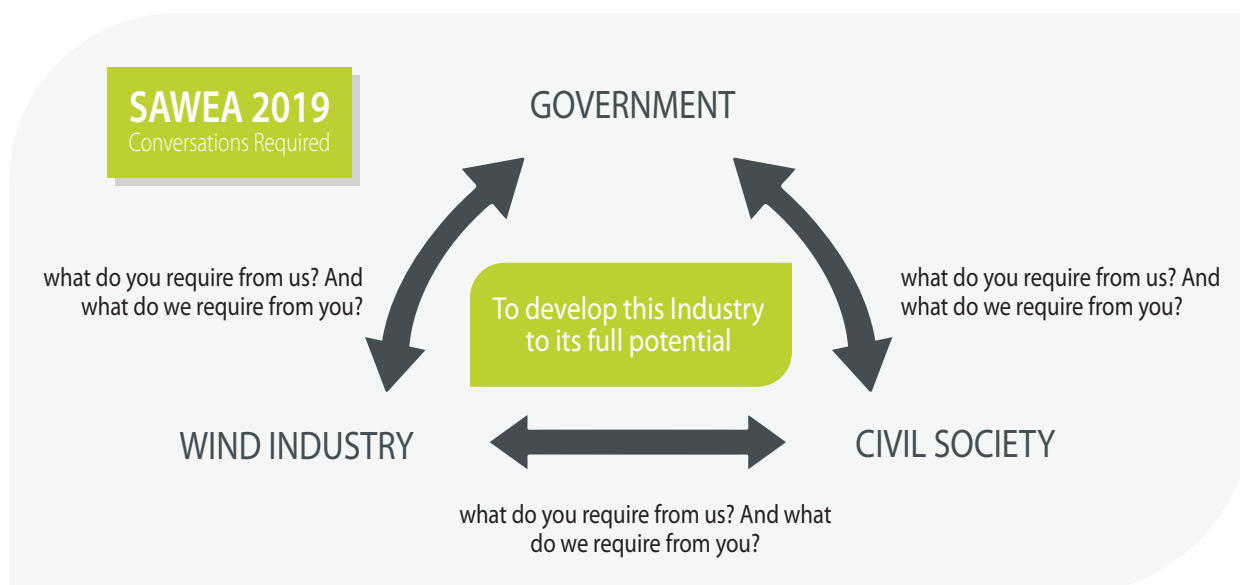 SAWEA 2019
Conversations Required
GOVERNMENT
what do you require from us? And
what do we require from you?
To develop this Industry
to its full potential
what do you require from us? And
what do we require from you?
WIND INDUSTRY
CIVIL SOCIETY
what do you require from us? And what
do we require from you?